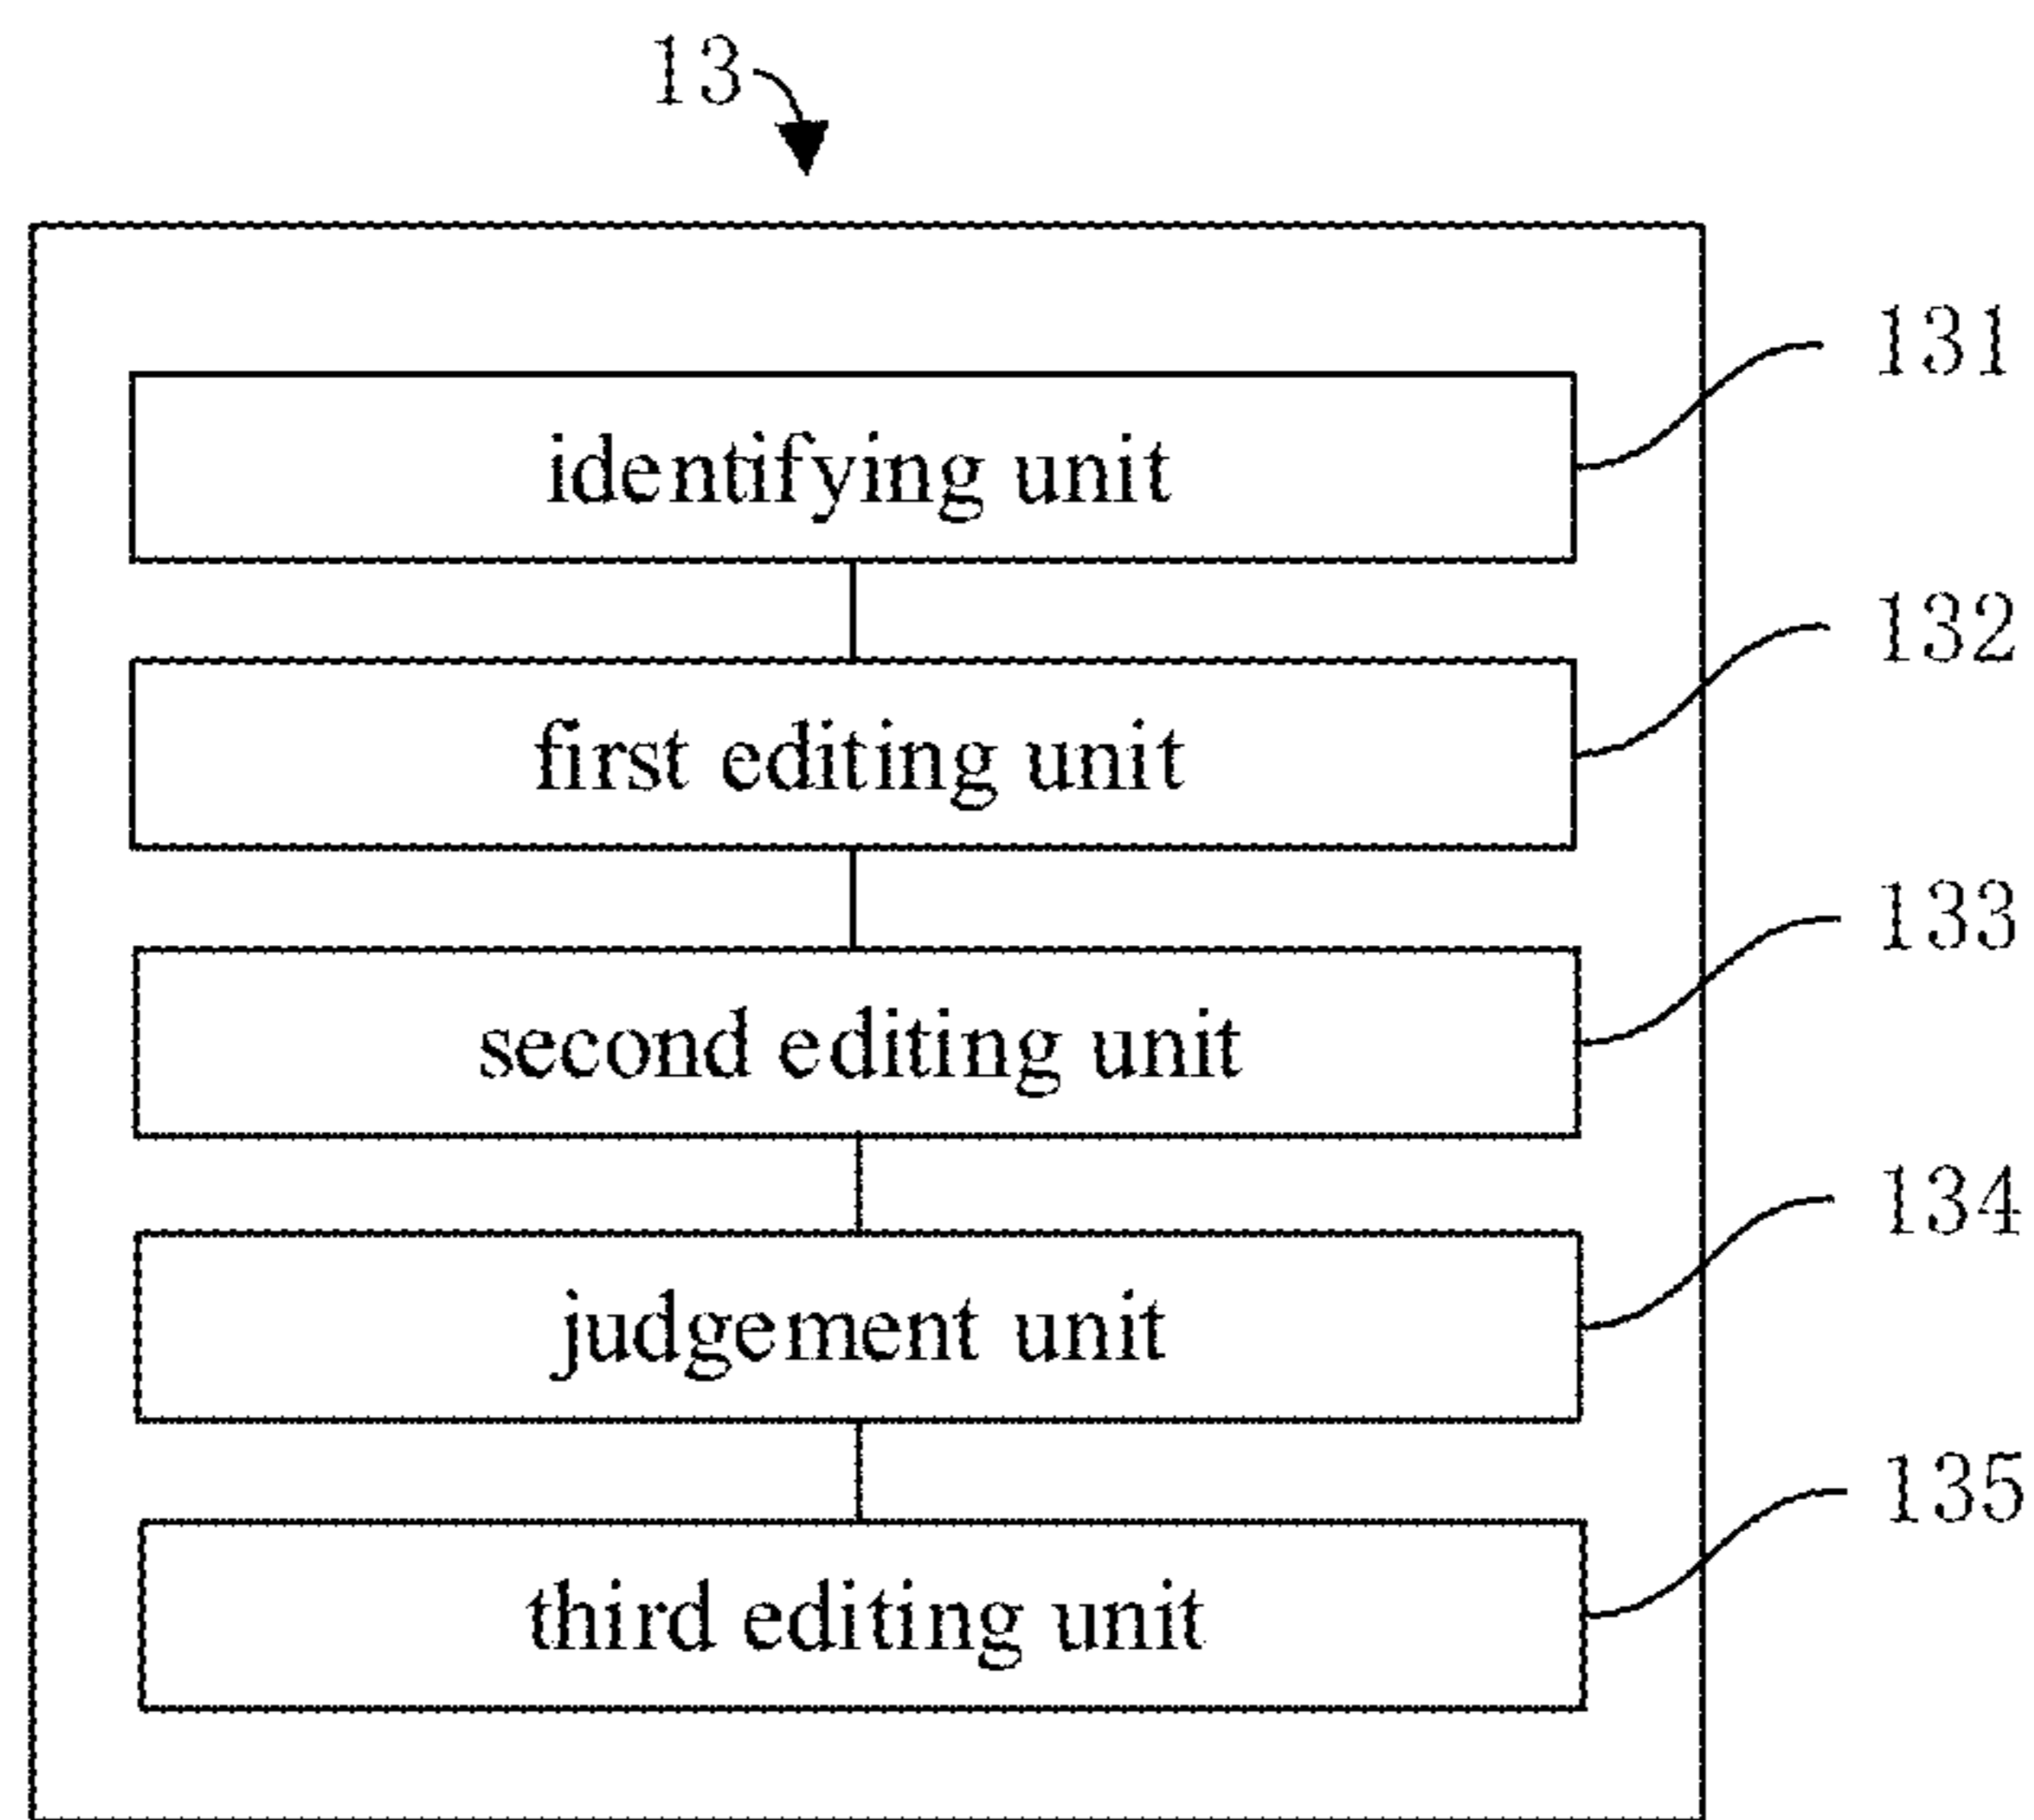 13
131
identifying unit
132
first editing unit
133
second editing unit
134
judgement unit
135
third editing unit